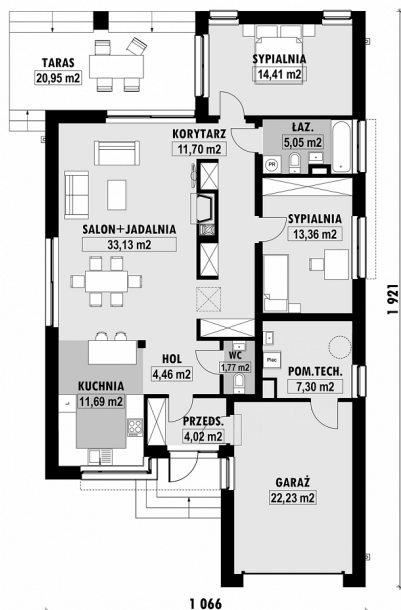 TARAS
20,95 m2
SYPIALNIA
14,41 m2
KORYTARZ
11,70 m2
ŁAZ.
5,05 m2
PR
SALON+JADALNIA
33,13 m2
SYPIALNIA
13,36 m2
1 921
HOL
4,46 m2
WC
1,77 m2
Piec
POM.TECH.
7,30 m2
KUCHNIA
11,69 m2
L
PRZEDS.
4,02 m2
GARAŻ
22,23 m2
1 066